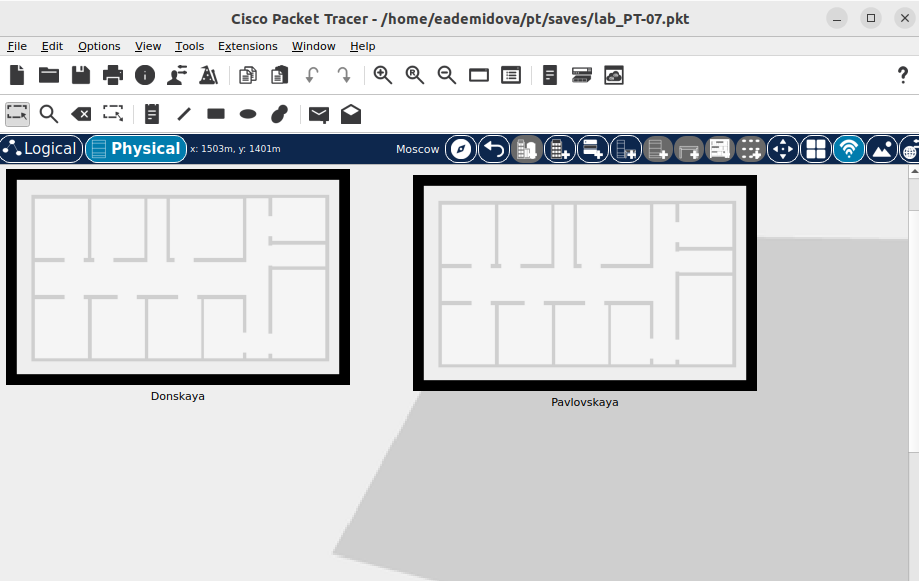 Cisco Packet Tracer - /home/eademidova/pt/saves/lab_PT-07.pkt
File Edit Options View Tools Extensions Window Help
Logical Physical x: 1503m, y: 1401m Moscow
Donskaya
Pavlovskaya